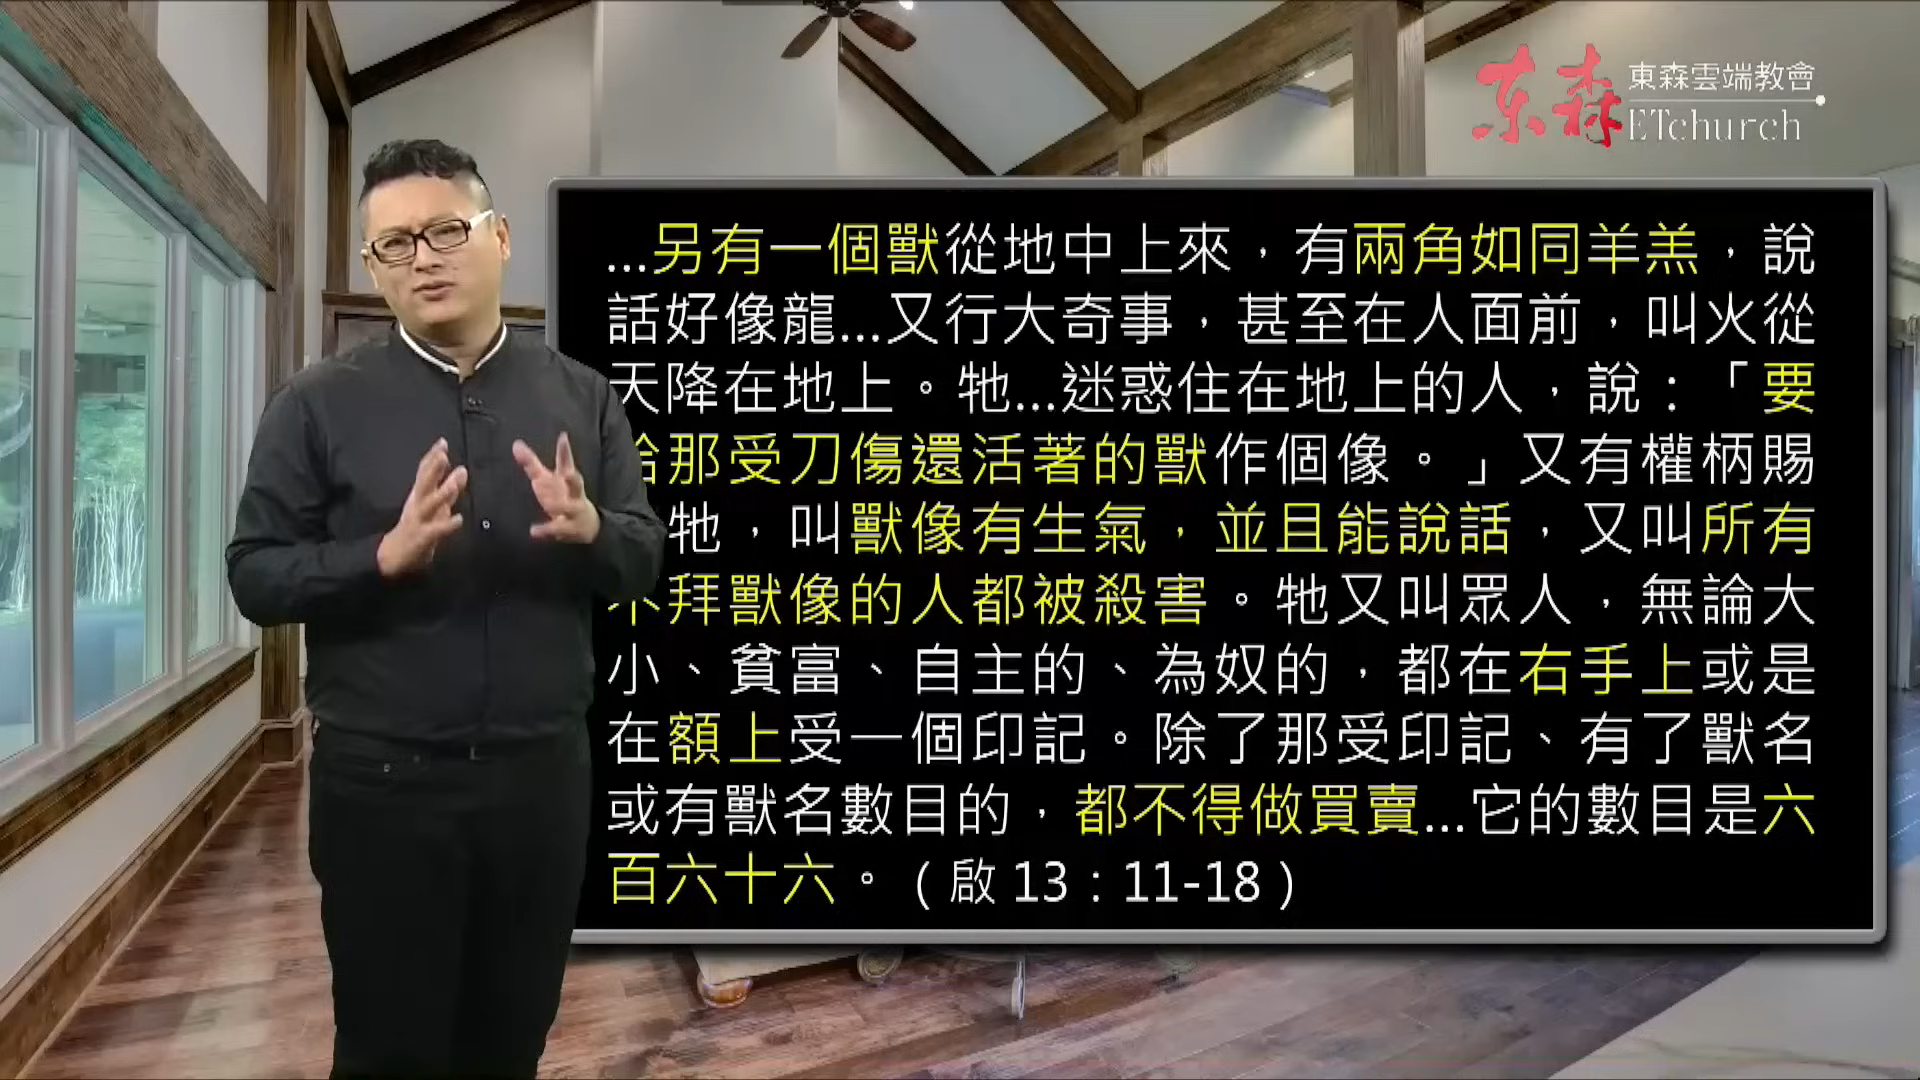 东森
東森雲端教會
ETchurch
...另有一個獸從地中上來，有兩角如同羊羔，說
話好像龍...又行大奇事，甚至在人面前，叫火從
天降在地上。牠...迷惑住在地上的人，說：「要
給那受刀傷還活著的獸作個像。」又有權柄賜
牠，叫獸像有生氣，並且能說話，又叫所有
不拜獸像的人都被殺害。牠又叫眾人，無論大
小、貧富、自主的、為奴的，都在右手上或是
在額上受一個印記。除了那受印記、有了獸名
或有獸名數目的，都不得做買賣...它的數目是六
百六十六。（啟 13：11-18）